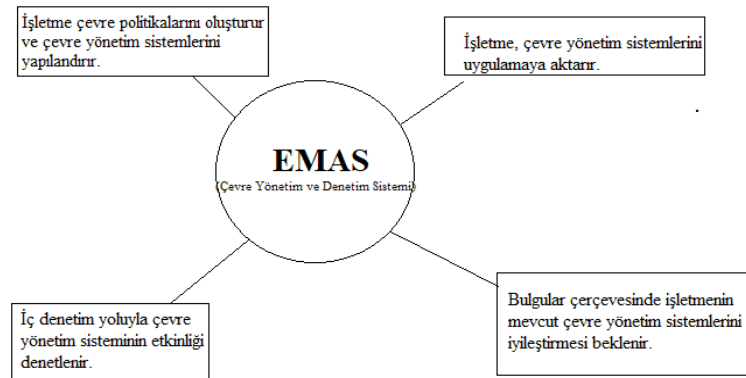 İşletme çevre politikalarını oluşturur
ve çevre yönetim sistemlerini
yapılandırır.
İşletme, çevre yönetim sistemlerini
uygulamaya aktarır.
EMAS
(Çevre Yönetim ve Denetim Sistemi)
İç denetim yoluyla çevre
yönetim sisteminin etkinliği
denetlenir.
Bulgular çerçevesinde işletmenin
mevcut çevre yönetim sistemlerini
iyileştirmesi beklenir.